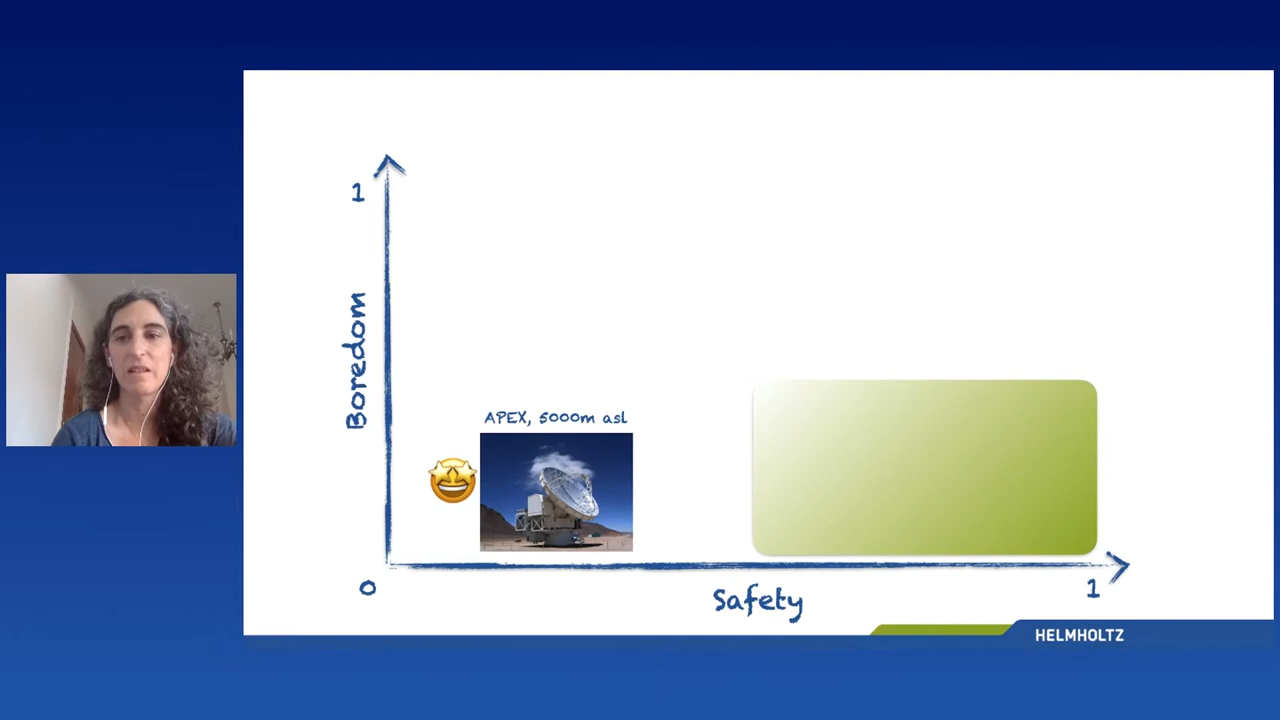 1
Boredom
APEX, 5000m asl
0
Safety
1
HELMHOLTZ